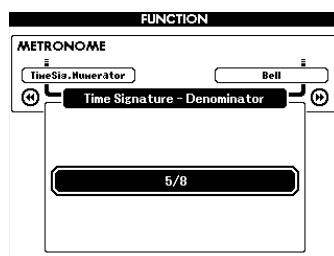 FUNCTION
METRONOME
TimeSig.Numerator
Bell
Time Signature - Denominator
5/8